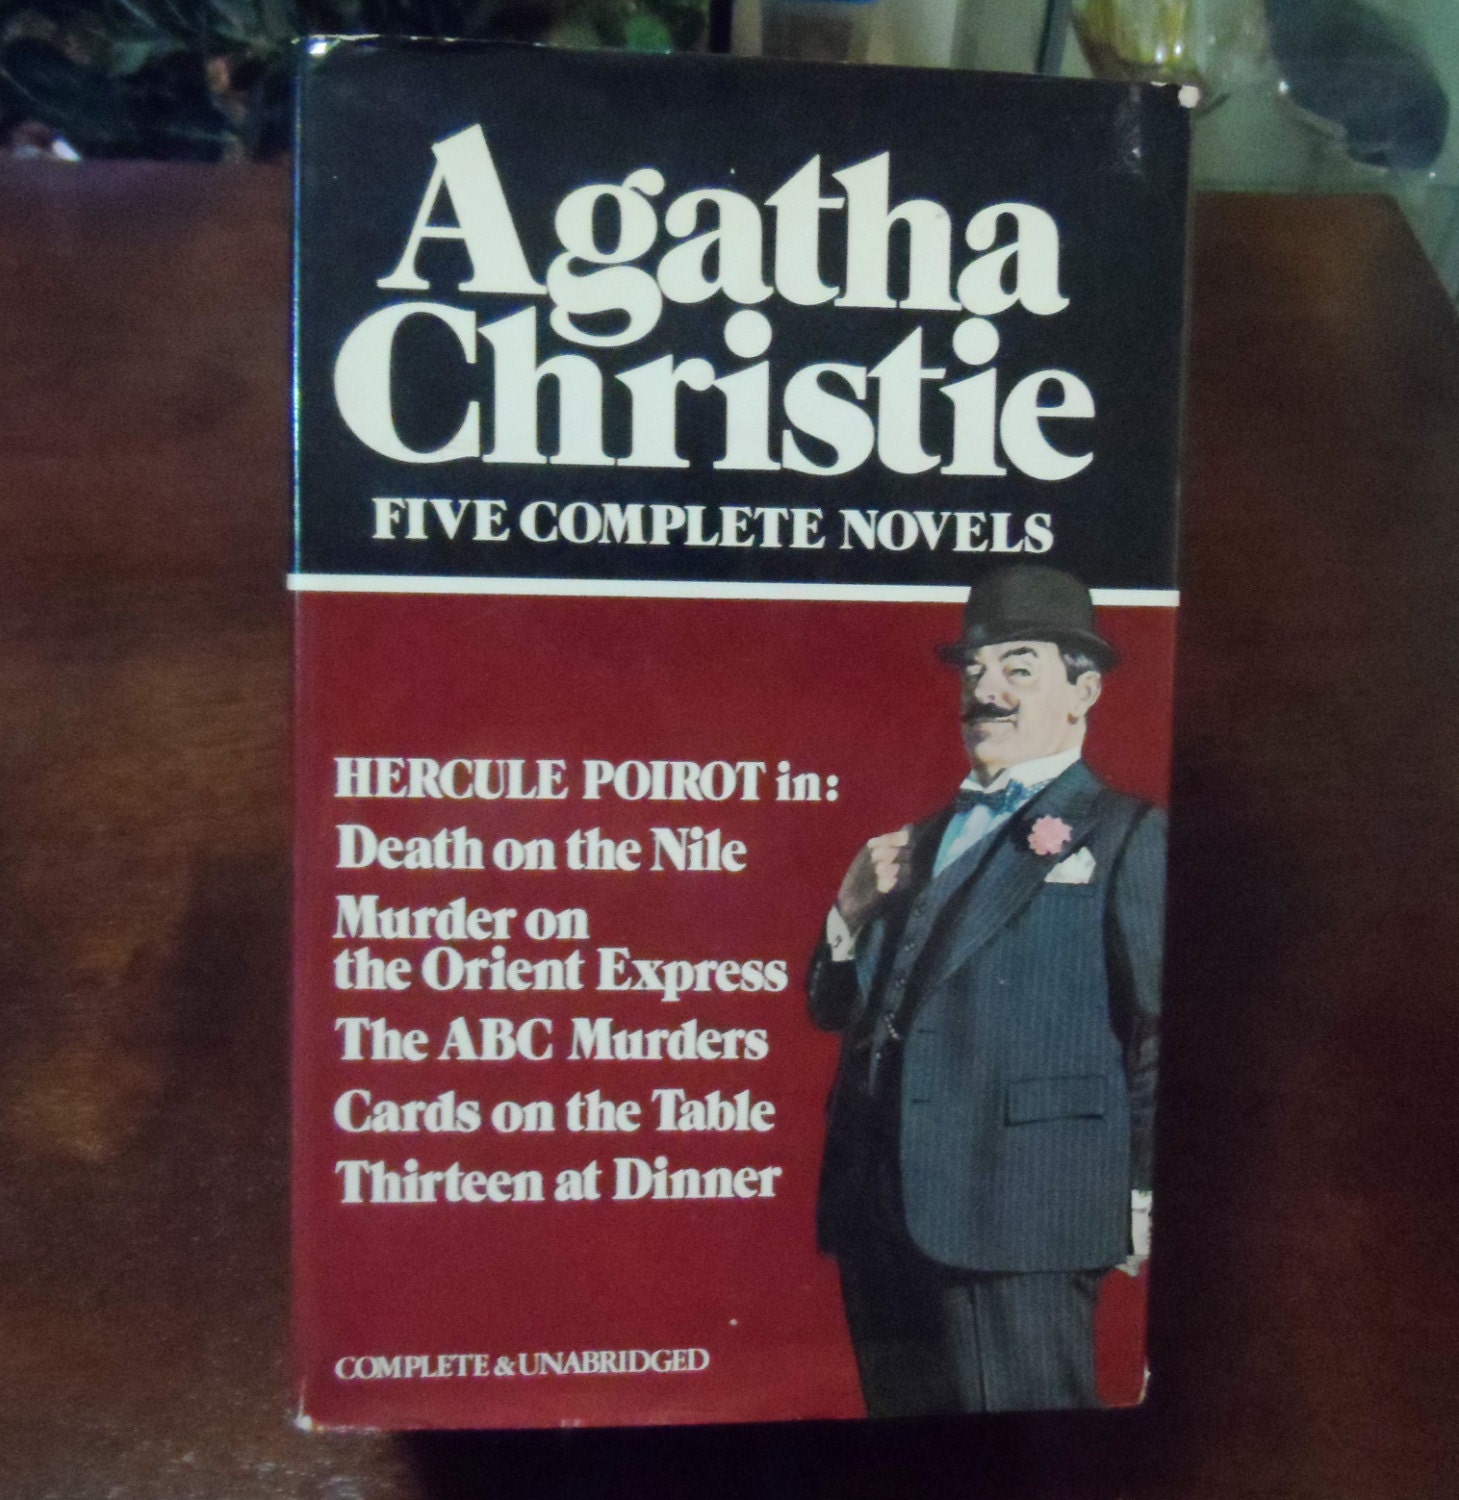 Agatha
Christie
FIVE COMPLETE NOVELS
HERCULE POIROT in:
Death on the Nile
Murder on
the Orient Express
The ABC Murders
Cards on the Table
Thirteen at Dinner
COMPLETE & UNABRIDGED